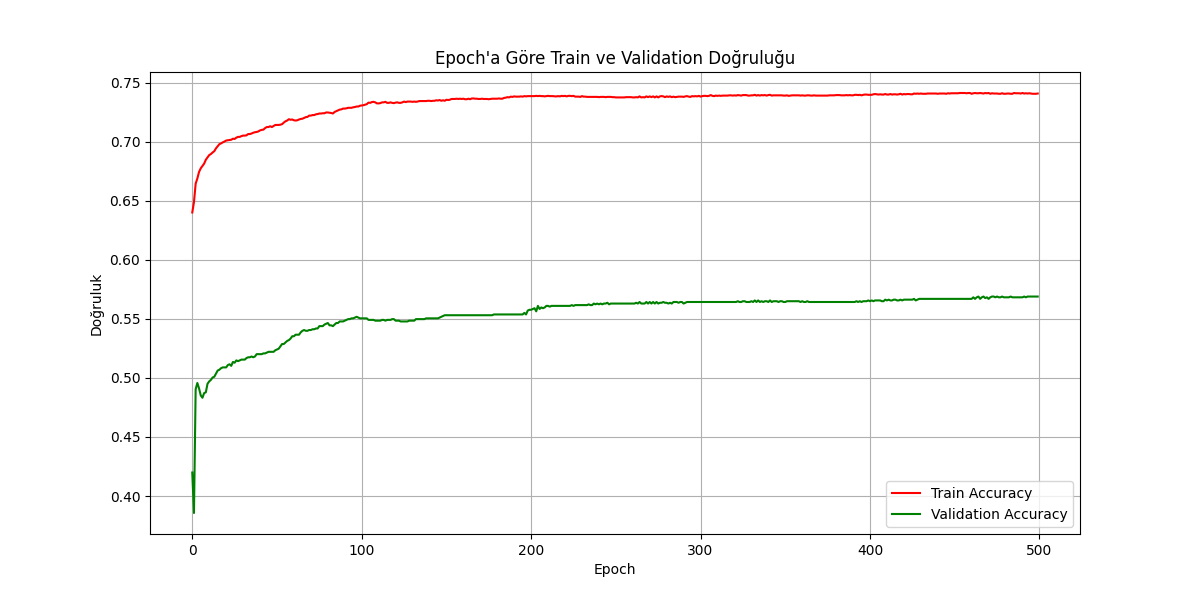 Epoch'a Göre Train ve Validation Doğruluğu
0.75
0.70
0.65
0.60
0.55
0.50
0.45
0.40
Doğruluk
0 100 200 300 400 500
Epoch
Train Accuracy
Validation Accuracy